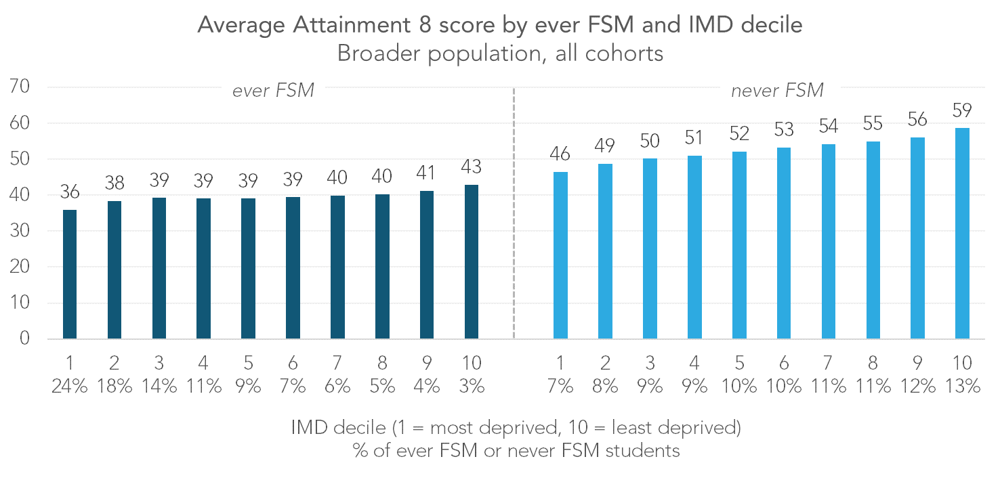 Average Attainment 8 score by ever FSM and IMD decile
Broader population, all cohorts
ever FSM
never FSM
70
60
50
40
30
20
10
0
36 38 39 39 39 39 40 40 41 43
46 49 50 51 52 53 54 55 56 59
1 2 3 4 5 6 7 8 9 10
24% 18% 14% 11% 9% 7% 6% 5% 4% 3%
1 2 3 4 5 6 7 8 9 10
7% 8% 9% 9% 10% 10% 11% 11% 12% 13%
IMD decile (1 = most deprived, 10 = least deprived)
% of ever FSM or never FSM students